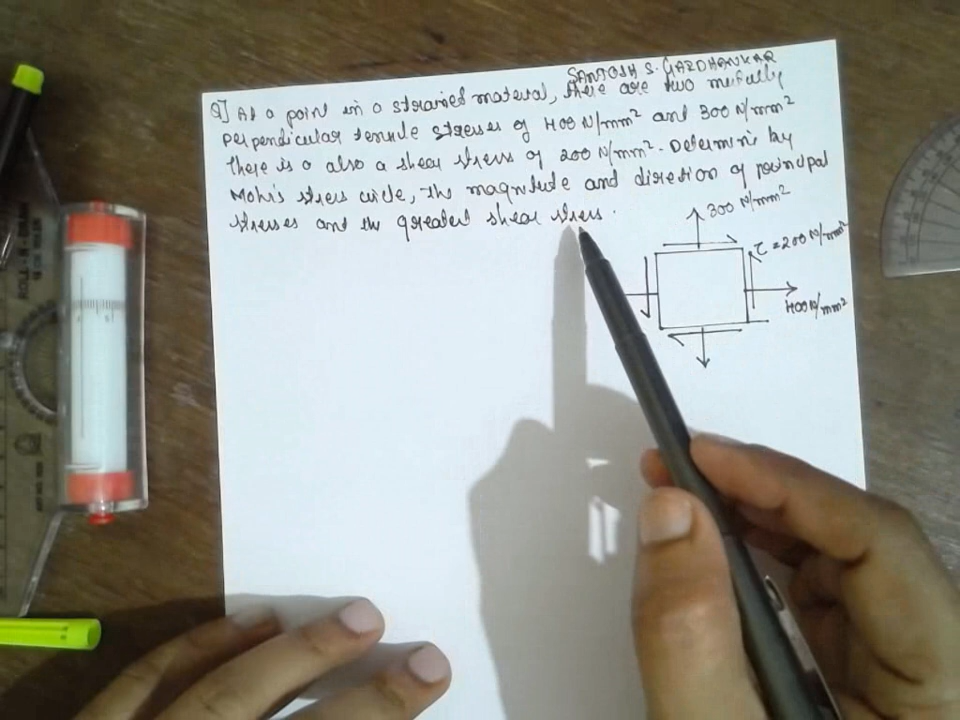 SANTOSH S. GAZDHANKAR
Q] At a point in a strained material, there are two mutually
perpendicular tensile stresses of 400 N/mm² and 300 N/mm²
There is a also a shear stress of 200 N/mm². Determin by
Mohr's stress circle, the magnitude and direction of principal
stresses and the greatest shear stress.
300 N/mm²
τ = 200 N/mm²
400 N/mm²